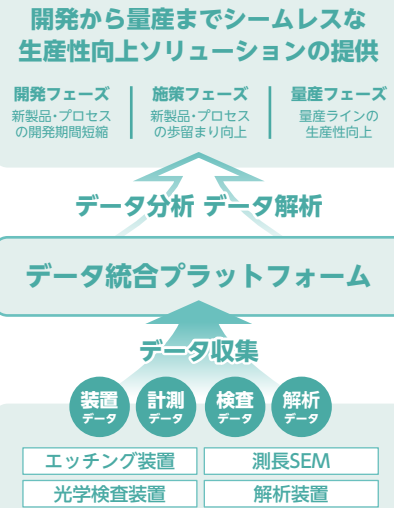 開発から量産までシームレスな
生産性向上ソリューションの提供
開発フェーズ
新製品・プロセス
の開発期間短縮
施策フェーズ
新製品・プロセス
の歩留まり向上
量産フェーズ
量産ラインの
生産性向上
データ分析 データ解析
データ統合プラットフォーム
データ収集
装置
データ
計測
データ
検査
データ
解析
データ
エッチング装置
測長SEM
光学検査装置
解析装置